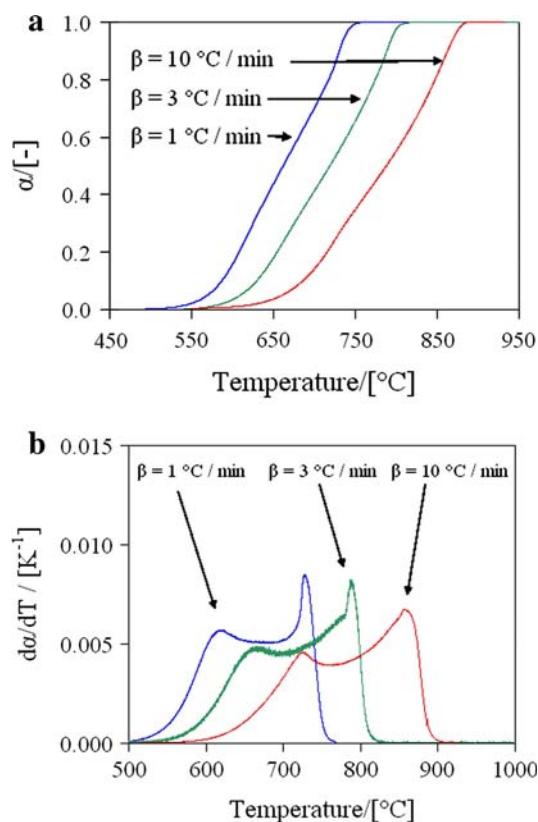 a
1.0
0.8
0.6
0.4
0.2
0.0
α/[-]
β = 10 °C / min
β = 3 °C / min
β = 1 °C / min
450 550 650 750 850 950
Temperature/[°C]
b
0.015
0.010
0.005
0.000
dα/dT / [K⁻¹]
β = 1 °C / min β = 3 °C / min β = 10 °C / min
500 600 700 800 900 1000
Temperature/[°C]